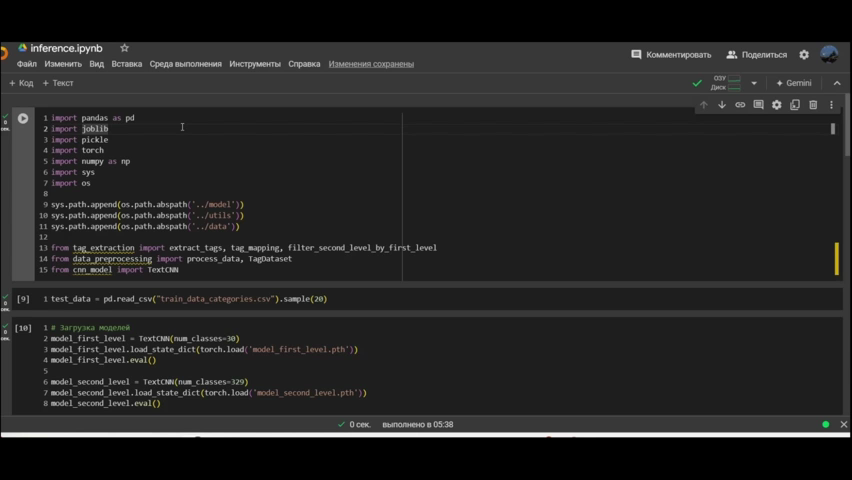 inference.ipynb
Файл Изменить Вид Вставка Среда выполнения Инструменты Справка Изменения сохранены
Комментировать Поделиться
+ Код + Текст
ОЗУ
Диск
Gemini
0
сек.
1 import pandas as pd
2 import joblib
3 import pickle
4 import torch
5 import numpy as np
6 import sys
7 import os
8
9 sys.path.append(os.path.abspath('../model'))
10 sys.path.append(os.path.abspath('../utils'))
11 sys.path.append(os.path.abspath('../data'))
12
13 from tag_extraction import extract_tags, tag_mapping, filter_second_level_by_first_level
14 from data_preprocessing import process_data, TagDataset
15 from cnn_model import TextCNN
0
сек.
[9] 1 test_data = pd.read_csv("train_data_categories.csv").sample(20)
0
сек.
[10] 1 # Загрузка моделей
2 model_first_level = TextCNN(num_classes=30)
3 model_first_level.load_state_dict(torch.load('model_first_level.pth'))
4 model_first_level.eval()
5
6 model_second_level = TextCNN(num_classes=329)
7 model_second_level.load_state_dict(torch.load('model_second_level.pth'))
8 model_second_level.eval()
0 сек. выполнено в 05:38